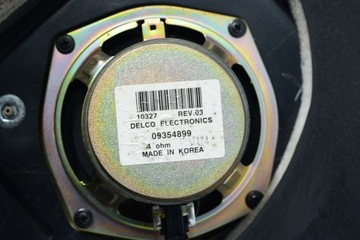 10327 REV.03
DELCO ELECTRONICS
09354899
4 ohm
MADE IN KOREA